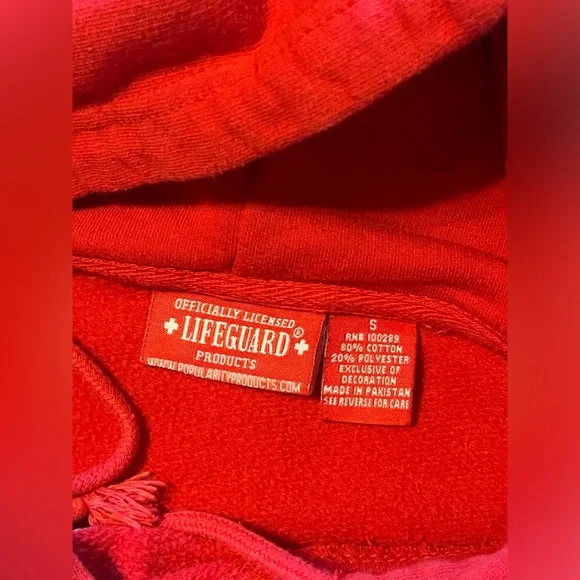 OFFICIALLY LICENSED
+ LIFEGUARD® +
PRODUCTS
WWW.POPULARITYPRODUCTS.COM
S
RN# 100289
80% COTTON
20% POLYESTER
EXCLUSIVE OF
DECORATION
MADE IN PAKISTAN
SEE REVERSE FOR CARE